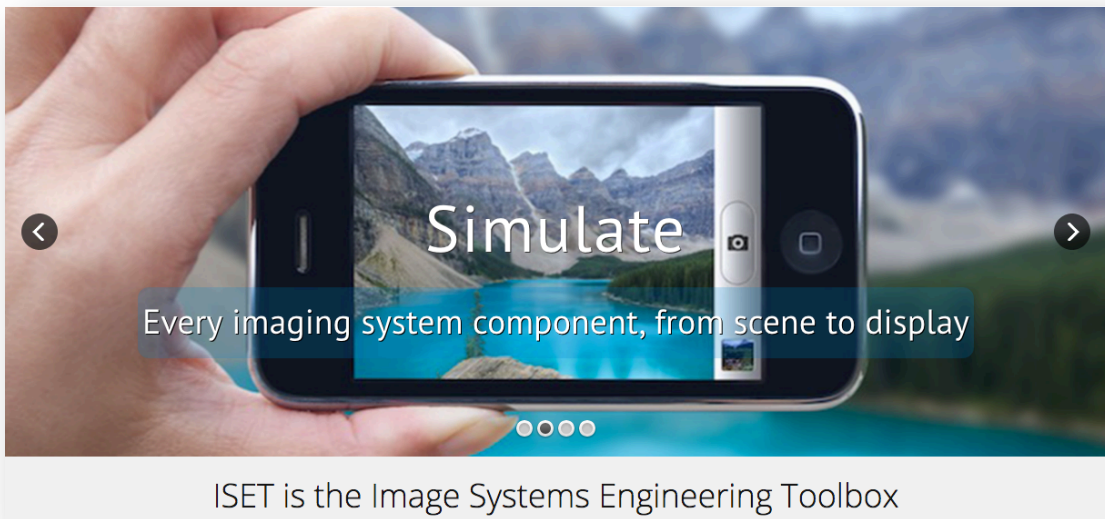 Simulate
Every imaging system component, from scene to display
ISET is the Image Systems Engineering Toolbox